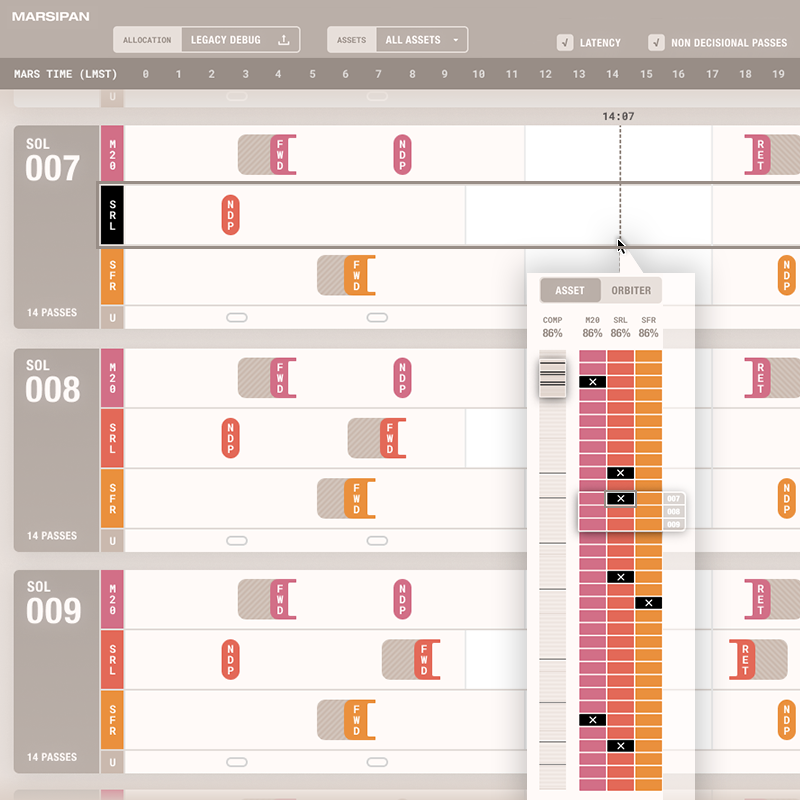 MARSIPAN
ALLOCATION LEGACY DEBUG ASSETS ALL ASSETS LATENCY NON DECISIONAL PASSES
MARS TIME (LMST) 0 1 2 3 4 5 6 7 8 9 10 11 12 13 14 15 16 17 18 19
U
14:07
SOL
007
M20 FWD NDP RET
SRL NDP
SFR FWD NDP
14 PASSES U
ASSET ORBITER
COMP M20 SRL SFR
86% 86% 86% 86%
007
008
009
SOL
008
M20 FWD NDP RET
SRL NDP FWD
SFR FWD NDP
14 PASSES U
SOL
009
M20 FWD NDP RET
SRL NDP FWD RET
SFR FWD NDP
14 PASSES U